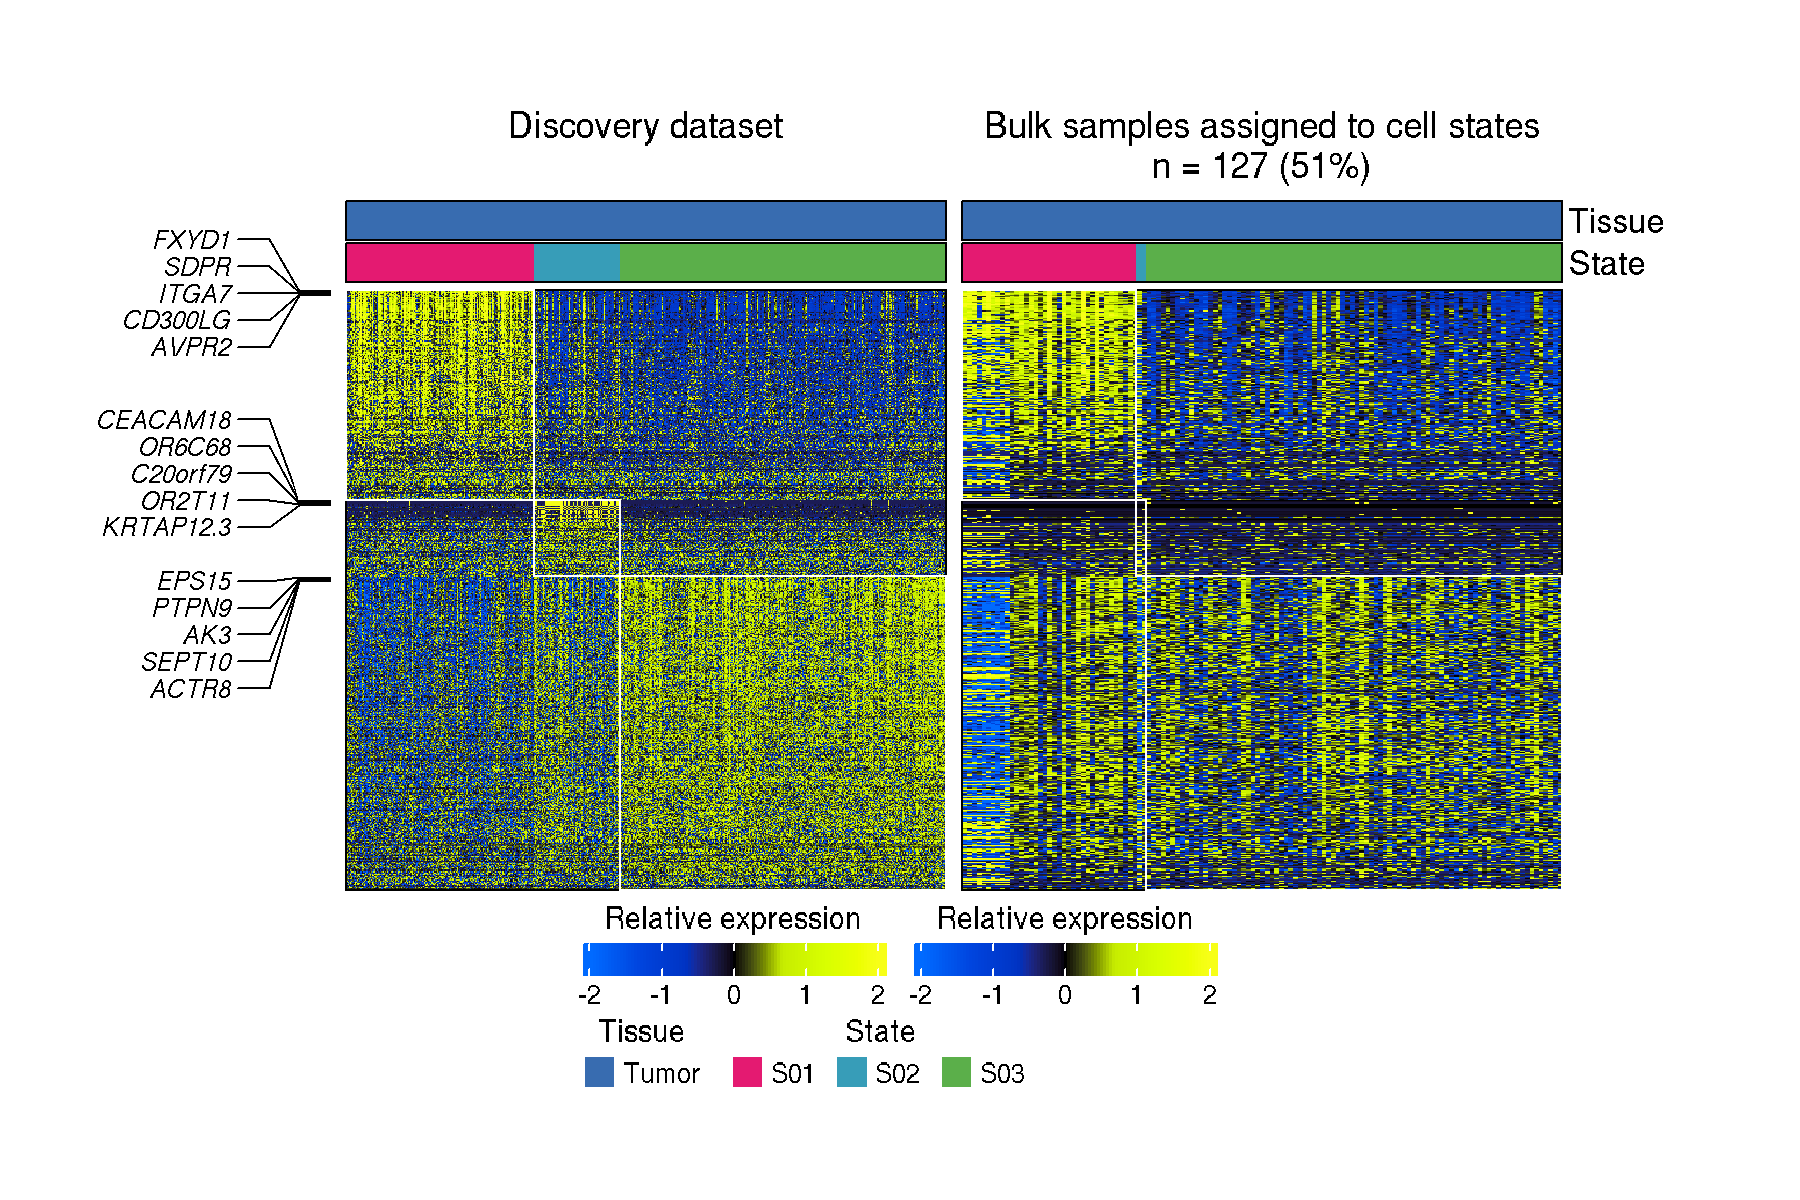 Discovery dataset
Bulk samples assigned to cell states
n = 127 (51%)
Tissue
State
FXYD1
SDPR
ITGA7
CD300LG
AVPR2
CEACAM18
OR6C68
C20orf79
OR2T11
KRTAP12.3
EPS15
PTPN9
AK3
SEPT10
ACTR8
Relative expression
-2 -1 0 1 2
Relative expression
-2 -1 0 1 2
Tissue
Tumor
State
S01 S02 S03